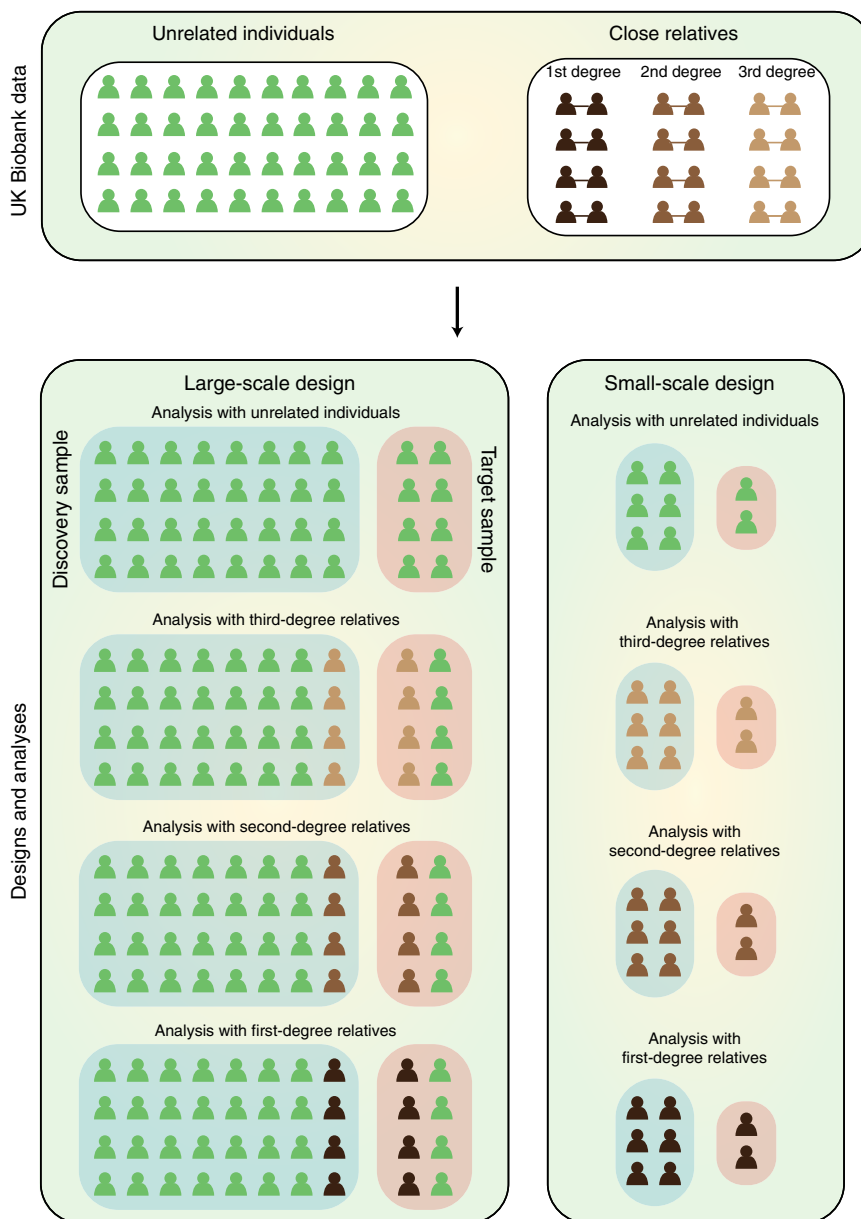 UK Biobank data
Unrelated individuals
Close relatives
1st degree
2nd degree
3rd degree
Designs and analyses
Large-scale design
Analysis with unrelated individuals
Discovery sample
Target sample
Analysis with third-degree relatives
Analysis with second-degree relatives
Analysis with first-degree relatives
Small-scale design
Analysis with unrelated individuals
Analysis with
third-degree relatives
Analysis with
second-degree relatives
Analysis with
first-degree relatives